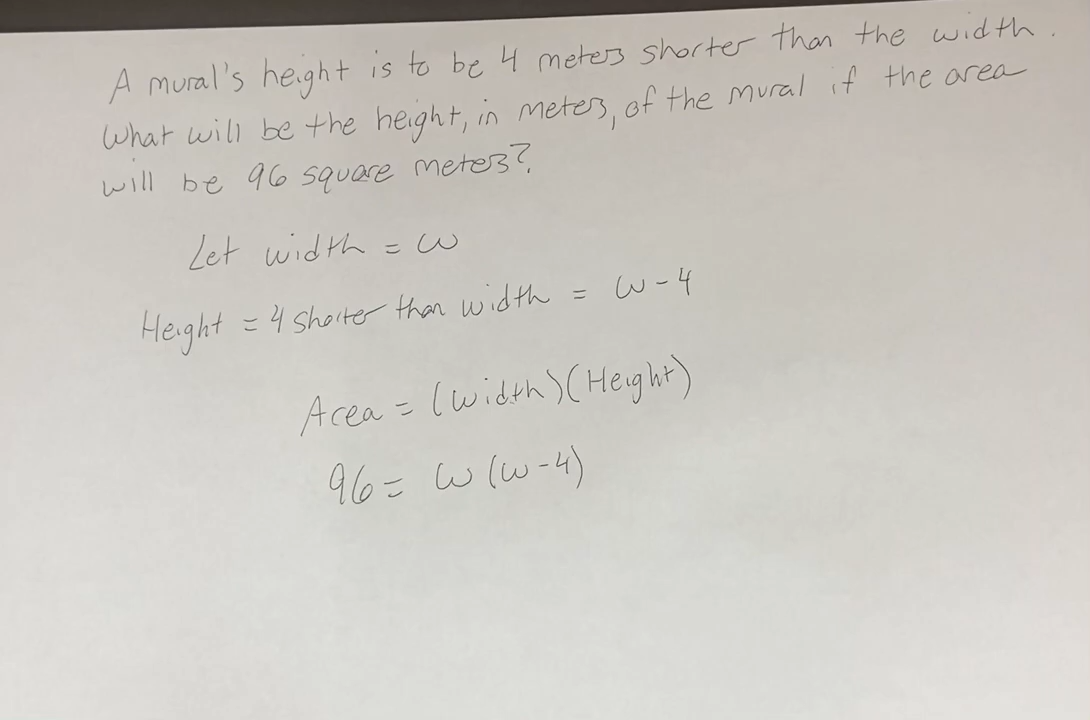 A mural's height is to be 4 meters shorter than the width.
What will be the height, in meters, of the mural if the area
will be 96 square meters?
Let width = w
Height = 4 shorter than width = w - 4
Area = (width)(Height)
96 = w(w-4)